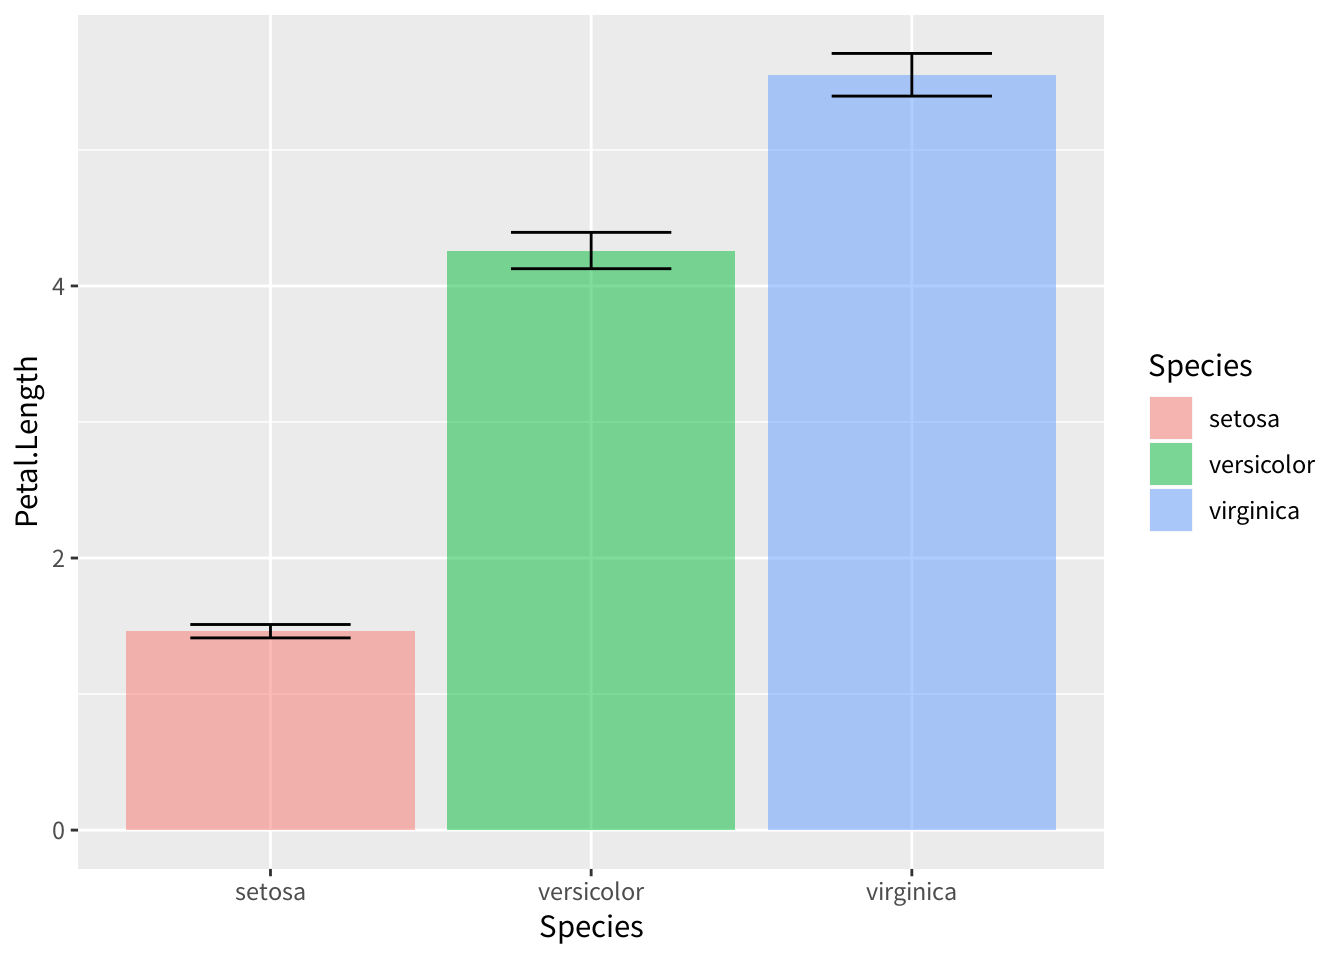 Petal.Length
4
2
0
setosa
versicolor
virginica
Species
Species
setosa
versicolor
virginica